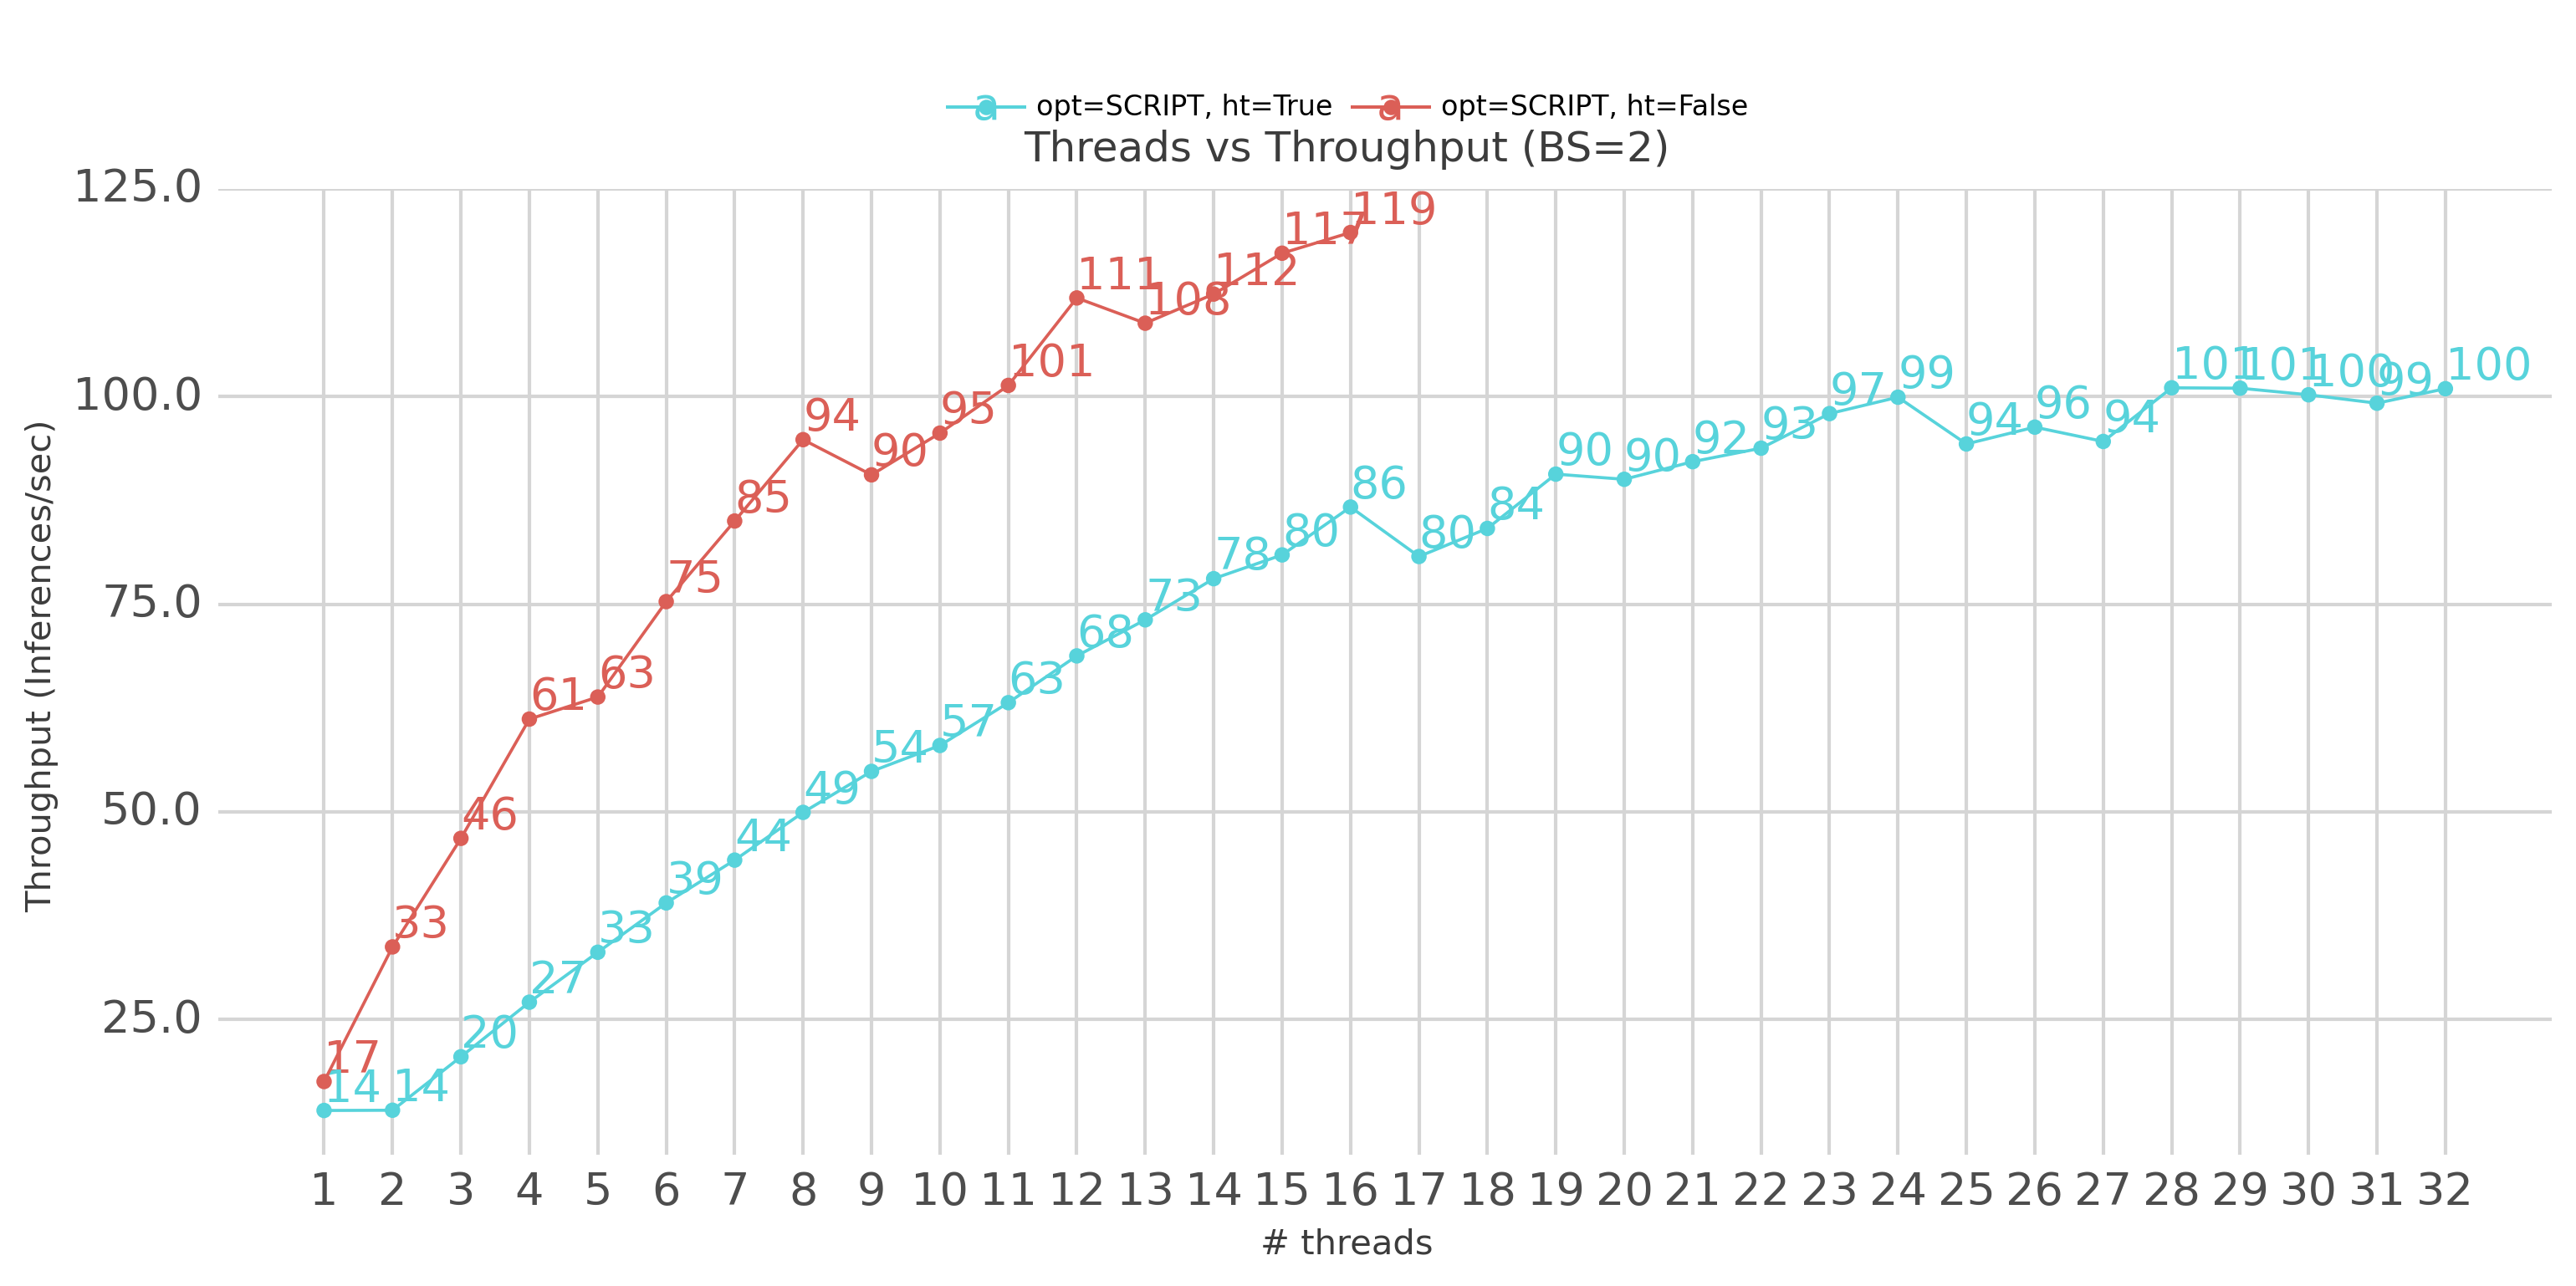 a opt=SCRIPT, ht=True a opt=SCRIPT, ht=False
Threads vs Throughput (BS=2)
125.0
100.0
75.0
50.0
25.0
Throughput (Inferences/sec)
17 33 46 61 63 75 85 94 90 95 101 111 108 112 117 119
14 14 20 27 33 39 44 49 54 57 63 68 73 78 80 86 80 84 90 90 92 93 97 99 94 96 94 101 101 100 99 100
1 2 3 4 5 6 7 8 9 10 11 12 13 14 15 16 17 18 19 20 21 22 23 24 25 26 27 28 29 30 31 32
# threads